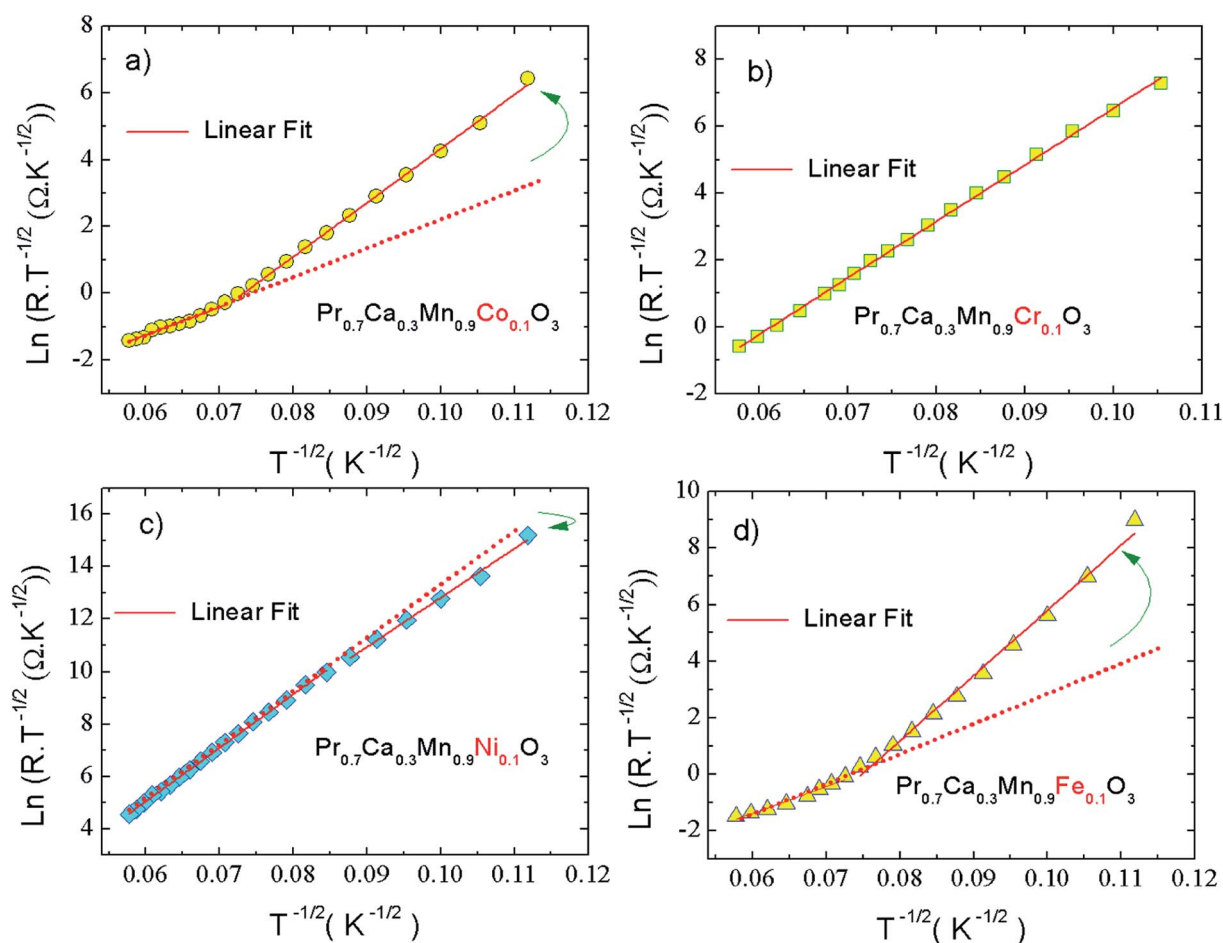 a)
Linear Fit
Pr0.7Ca0.3Mn0.9Co0.1O3
Ln (R.T-1/2 (Ω.K-1/2))
8
6
4
2
0
-2
0.06 0.07 0.08 0.09 0.10 0.11 0.12
T-1/2( K-1/2)
b)
Linear Fit
Pr0.7Ca0.3Mn0.9Cr0.1O3
Ln (R.T-1/2 (Ω.K-1/2))
8
6
4
2
0
-2
0.06 0.07 0.08 0.09 0.10 0.11
T-1/2( K-1/2)
c)
Linear Fit
Pr0.7Ca0.3Mn0.9Ni0.1O3
Ln (R.T-1/2 (Ω.K-1/2))
16
14
12
10
8
6
4
0.06 0.07 0.08 0.09 0.10 0.11 0.12
T-1/2( K-1/2)
d)
Linear Fit
Pr0.7Ca0.3Mn0.9Fe0.1O3
Ln (R.T-1/2 (Ω.K-1/2))
10
8
6
4
2
0
-2
0.06 0.07 0.08 0.09 0.10 0.11 0.12
T-1/2( K-1/2)